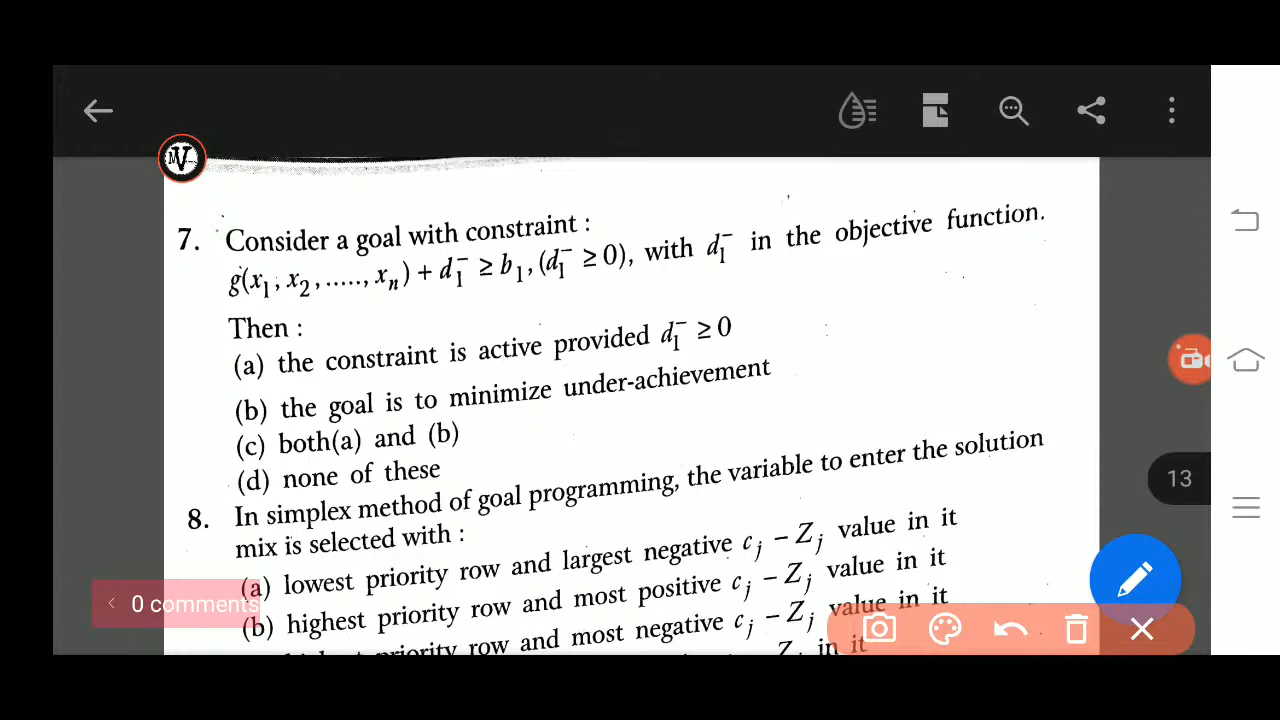 V
7. Consider a goal with constraint :
g(x₁, x₂, ....., xₙ) + d₁⁻ ≥ b₁, (d₁⁻ ≥ 0), with d₁⁻ in the objective function.
Then :
(a) the constraint is active provided d₁⁻ ≥ 0
(b) the goal is to minimize under-achievement
(c) both(a) and (b)
(d) none of these
8. In simplex method of goal programming, the variable to enter the solution
mix is selected with :
(a) lowest priority row and largest negative cⱼ – Zⱼ value in it
(b) highest priority row and most positive cⱼ – Zⱼ value in it
priority row and most negative cⱼ – Zⱼ value in it
Z in it
13
0 comments